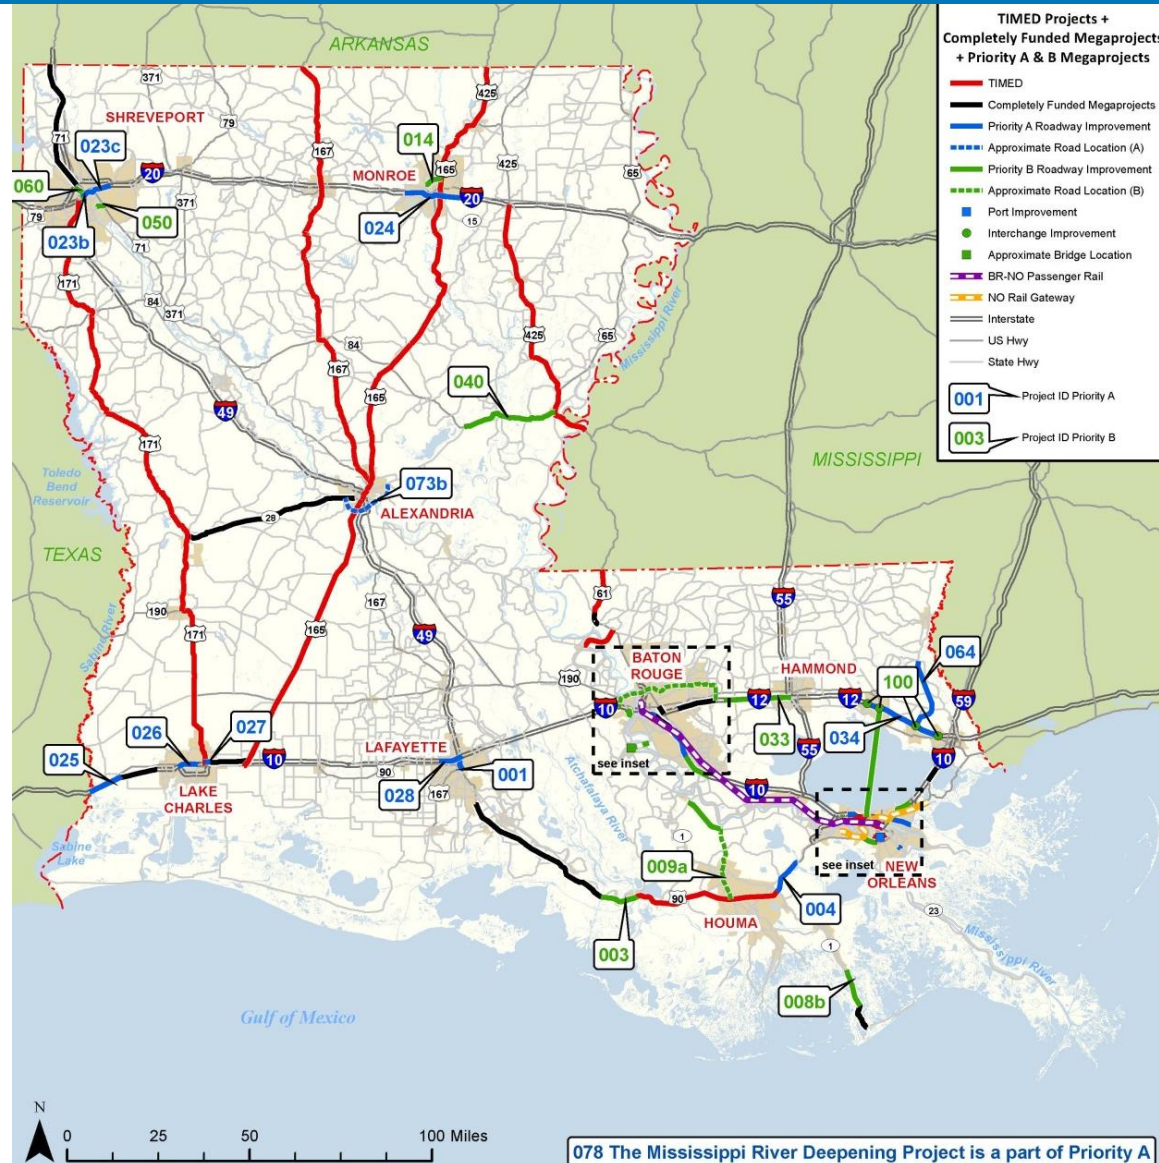 TIMED Projects +
Completely Funded Megaprojects
+ Priority A & B Megaprojects
TIMED
Completely Funded Megaprojects
Priority A Roadway Improvement
Approximate Road Location (A)
Priority B Roadway Improvement
Approximate Road Location (B)
Port Improvement
Interchange Improvement
Approximate Bridge Location
BR-NO Passenger Rail
NO Rail Gateway
Interstate
US Hwy
State Hwy
001 Project ID Priority A
003 Project ID Priority B
ARKANSAS
371
425
71
SHREVEPORT
79
023c
167
014
425
165
20
MONROE
65
060
20
79
371
15
023b
050
024
71
171
84
371
425
65
84
167
Mississippi River
165
040
49
171
MISSISSIPPI
Toledo
Bend
Reservoir
073b
28
ALEXANDRIA
TEXAS
61
55
167
190
49
165
171
Sabine River
BATON
ROUGE
HAMMOND
064
190
100
12
12
59
10
026
027
LAFAYETTE
033
034
025
10
55
10
90
see inset
001
LAKE
CHARLES
028
167
Atchafalaya River
10
1
Sabine
Lake
009a
see inset
NEW
ORLEANS
90
004
23
HOUMA
003
1
Mississippi River
008b
Gulf of Mexico
N
0 25 50 100 Miles
078 The Mississippi River Deepening Project is a part of Priority A